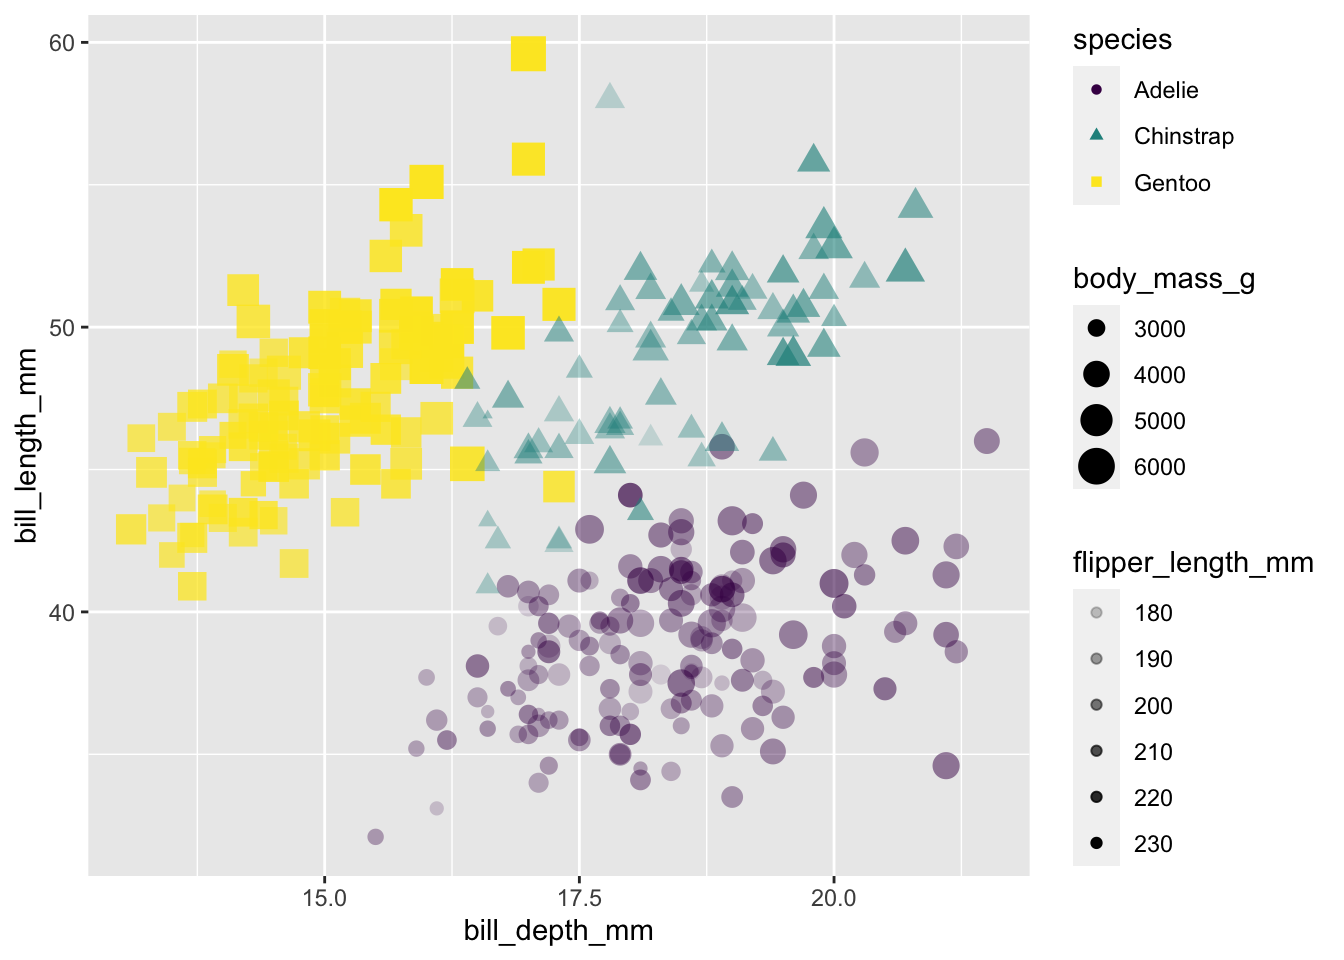 60
50
40
bill_length_mm
15.0
17.5
20.0
bill_depth_mm
species
Adelie
Chinstrap
Gentoo
body_mass_g
3000
4000
5000
6000
flipper_length_mm
180
190
200
210
220
230